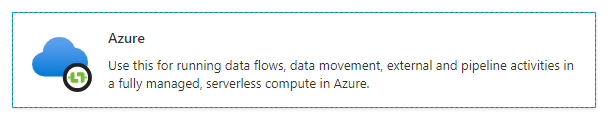 Azure
Use this for running data flows, data movement, external and pipeline activities in
a fully managed, serverless compute in Azure.